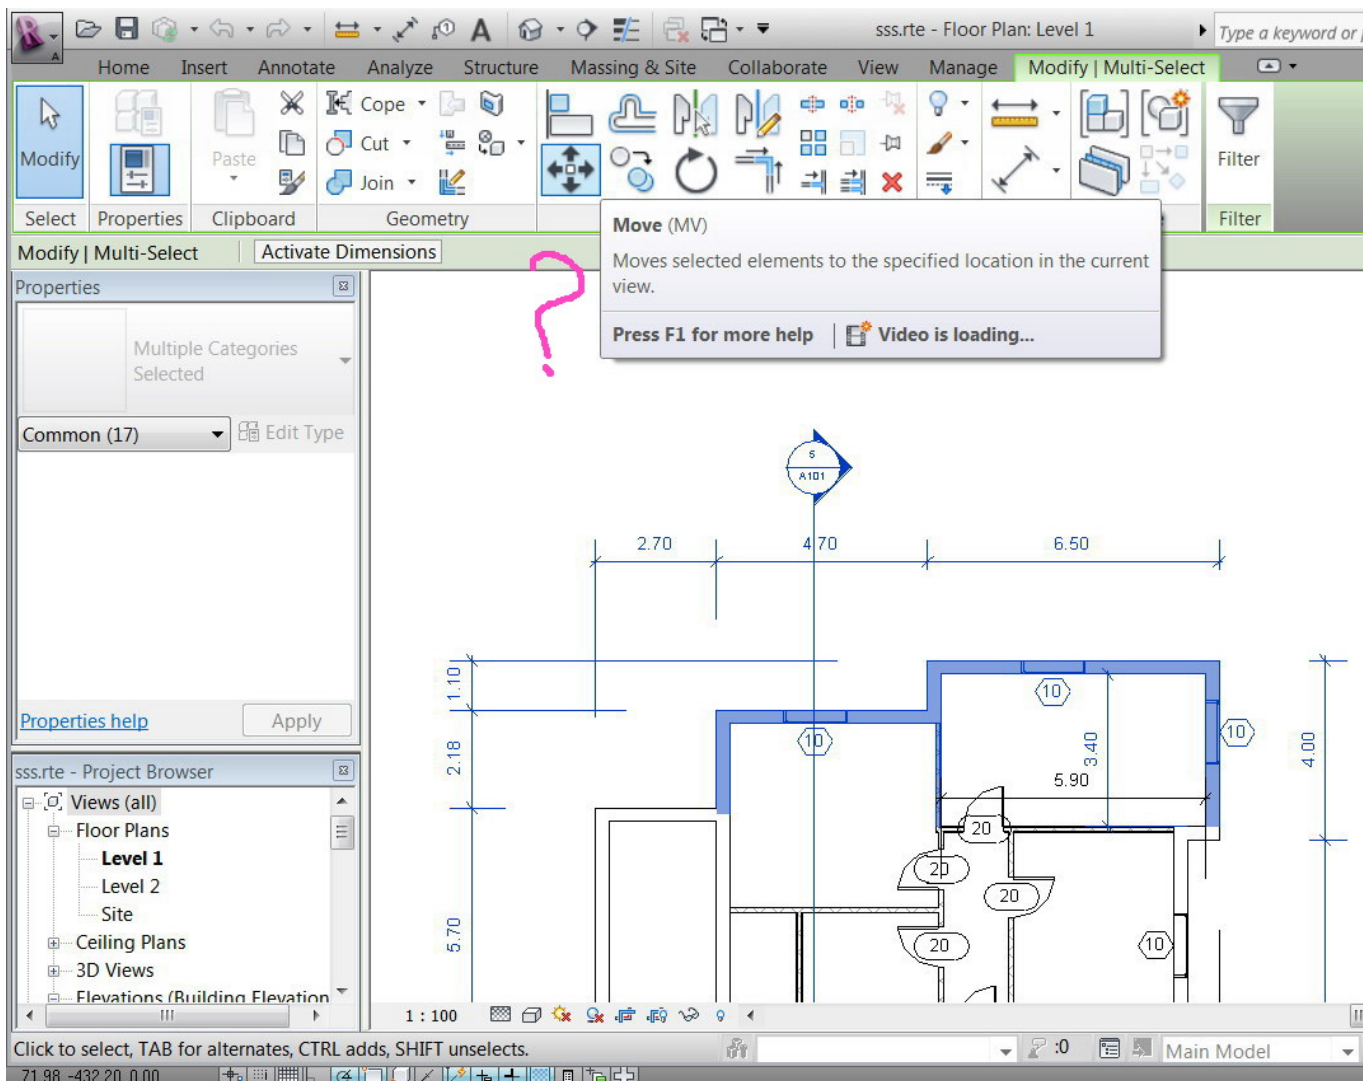 sss.rte - Floor Plan: Level 1
Type a keyword or
Home Insert Annotate Analyze Structure Massing & Site Collaborate View Manage Modify | Multi-Select
Modify
Paste
Cope
Cut
Join
Filter
Select Properties Clipboard Geometry Filter
Modify | Multi-Select Activate Dimensions
Move (MV)
Moves selected elements to the specified location in the current
view.
Press F1 for more help Video is loading...
?
Properties
Multiple Categories
Selected
Common (17) Edit Type
Properties help Apply
sss.rte - Project Browser
Views (all)
Floor Plans
Level 1
Level 2
Site
Ceiling Plans
3D Views
Elevations (Building Elevation
5
A101
2.70 4.70 6.50
1.10
2.18
5.70
10
10
10
3.40
5.90
4.00
20
20
20
20
10
1 : 100
Click to select, TAB for alternates, CTRL adds, SHIFT unselects.
:0
Main Model
71.98 -432.20 0.00